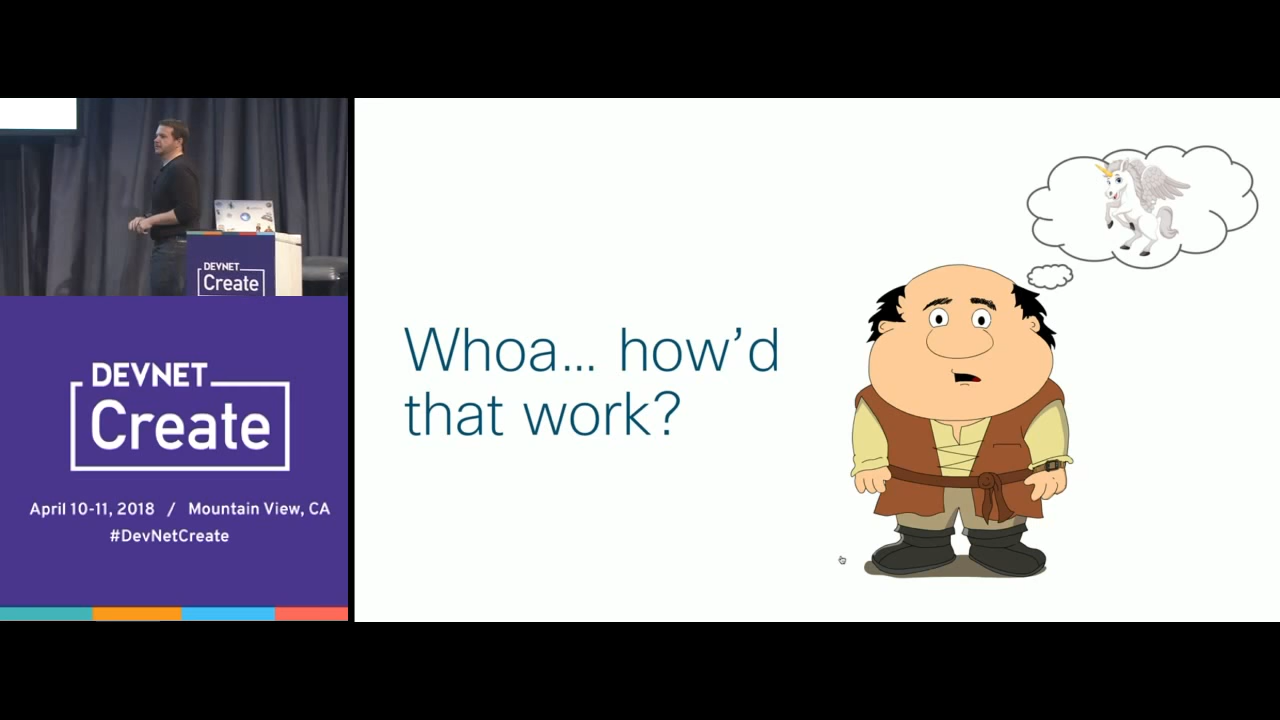 DEVNET
Create
DEVNET
Create
April 10-11, 2018 / Mountain View, CA
#DevNetCreate
Whoa... how’d
that work?